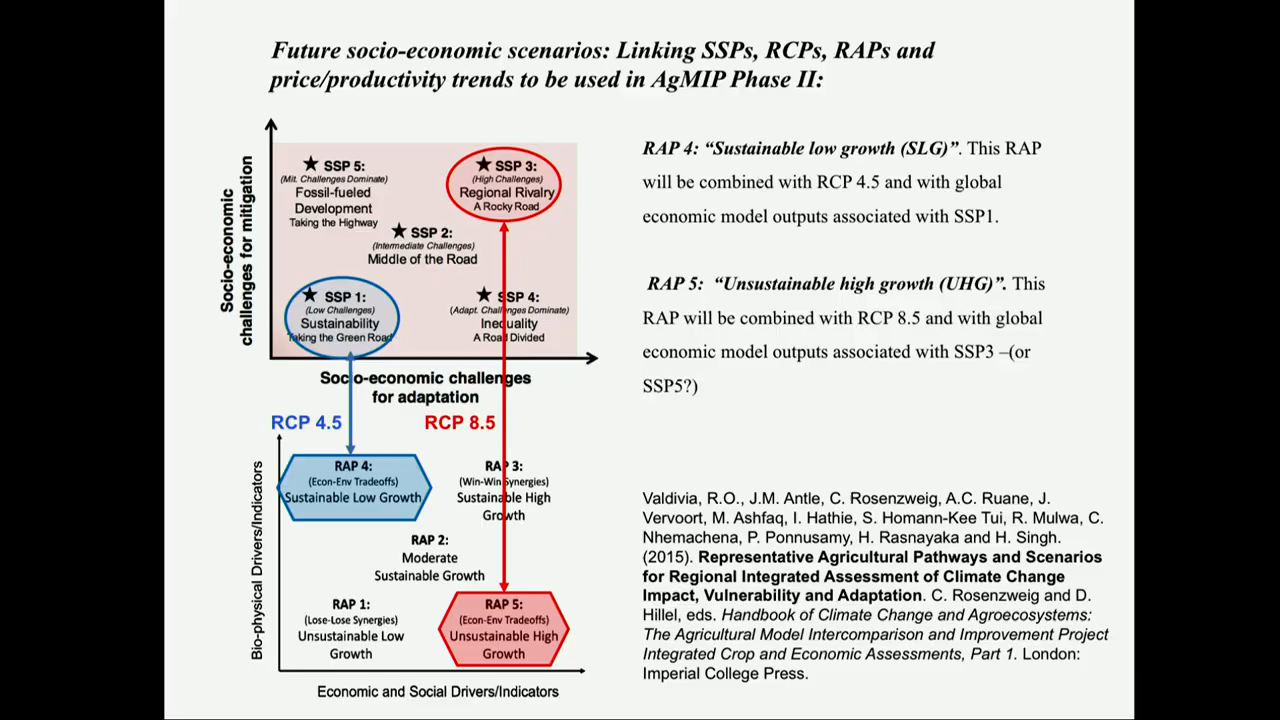 Future socio-economic scenarios: Linking SSPs, RCPs, RAPs and
price/productivity trends to be used in AgMIP Phase II:
Socio-economic
challenges for mitigation
★ SSP 5:
(Mit. Challenges Dominate)
Fossil-fueled
Development
Taking the Highway
★ SSP 3:
(High Challenges)
Regional Rivalry
A Rocky Road
★ SSP 2:
(Intermediate Challenges)
Middle of the Road
★ SSP 1:
(Low Challenges)
Sustainability
Taking the Green Road
★ SSP 4:
(Adapt. Challenges Dominate)
Inequality
A Road Divided
Socio-economic challenges
for adaptation
RCP 4.5
RCP 8.5
Bio-physical Drivers/Indicators
RAP 4:
(Econ-Env Tradeoffs)
Sustainable Low Growth
RAP 3:
(Win-Win Synergies)
Sustainable High
Growth
RAP 2:
Moderate
Sustainable Growth
RAP 1:
(Lose-Lose Synergies)
Unsustainable Low
Growth
RAP 5:
(Econ-Env Tradeoffs)
Unsustainable High
Growth
Economic and Social Drivers/Indicators
RAP 4: “Sustainable low growth (SLG)”. This RAP
will be combined with RCP 4.5 and with global
economic model outputs associated with SSP1.
RAP 5: “Unsustainable high growth (UHG)”. This
RAP will be combined with RCP 8.5 and with global
economic model outputs associated with SSP3 –(or
SSP5?)
Valdivia, R.O., J.M. Antle, C. Rosenzweig, A.C. Ruane, J.
Vervoort, M. Ashfaq, I. Hathie, S. Homann-Kee Tui, R. Mulwa, C.
Nhemachena, P. Ponnusamy, H. Rasnayaka and H. Singh.
(2015). Representative Agricultural Pathways and Scenarios
for Regional Integrated Assessment of Climate Change
Impact, Vulnerability and Adaptation. C. Rosenzweig and D.
Hillel, eds. Handbook of Climate Change and Agroecosystems:
The Agricultural Model Intercomparison and Improvement Project
Integrated Crop and Economic Assessments, Part 1. London:
Imperial College Press.